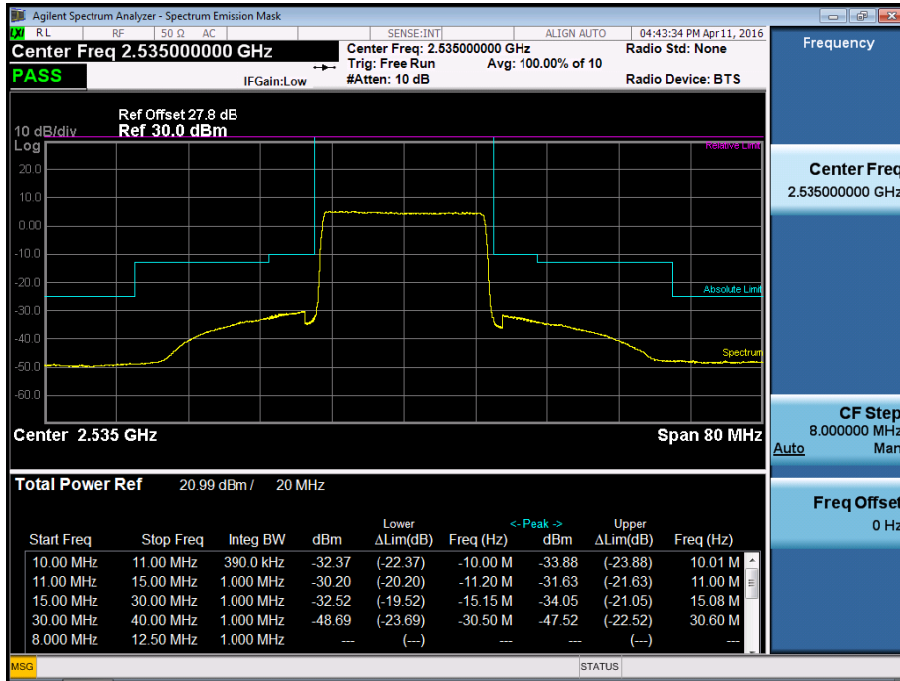 Agilent Spectrum Analyzer - Spectrum Emission Mask
LXI RL RF 50 Ω AC SENSE:INT ALIGN AUTO 04:43:34 PM Apr 11, 2016
Center Freq 2.535000000 GHz
Center Freq: 2.535000000 GHz
Radio Std: None
Trig: Free Run
Avg: 100.00% of 10
PASS
IFGain:Low
#Atten: 10 dB
Radio Device: BTS
Ref Offset 27.8 dB
10 dB/div Ref 30.0 dBm
Log
Relative Limit
20.0
10.0
0.00
-10.0
-20.0
Absolute Limit
-30.0
-40.0
Spectrum
-50.0
-60.0
Center 2.535 GHz Span 80 MHz
Total Power Ref 20.99 dBm / 20 MHz
Lower <- Peak -> Upper
Start Freq Stop Freq Integ BW dBm ΔLim(dB) Freq (Hz) dBm ΔLim(dB) Freq (Hz)
10.00 MHz 11.00 MHz 390.0 kHz -32.37 (-22.37) -10.00 M -33.88 (-23.88) 10.01 M
11.00 MHz 15.00 MHz 1.000 MHz -30.20 (-20.20) -11.20 M -31.63 (-21.63) 11.00 M
15.00 MHz 30.00 MHz 1.000 MHz -32.52 (-19.52) -15.15 M -34.05 (-21.05) 15.08 M
30.00 MHz 40.00 MHz 1.000 MHz -48.69 (-23.69) -30.50 M -47.52 (-22.52) 30.60 M
8.000 MHz 12.50 MHz 1.000 MHz --- (---) --- --- (---) ---
MSG STATUS
Frequency
Center Freq
2.535000000 GHz
CF Step
8.000000 MHz
Auto Man
Freq Offset
0 Hz